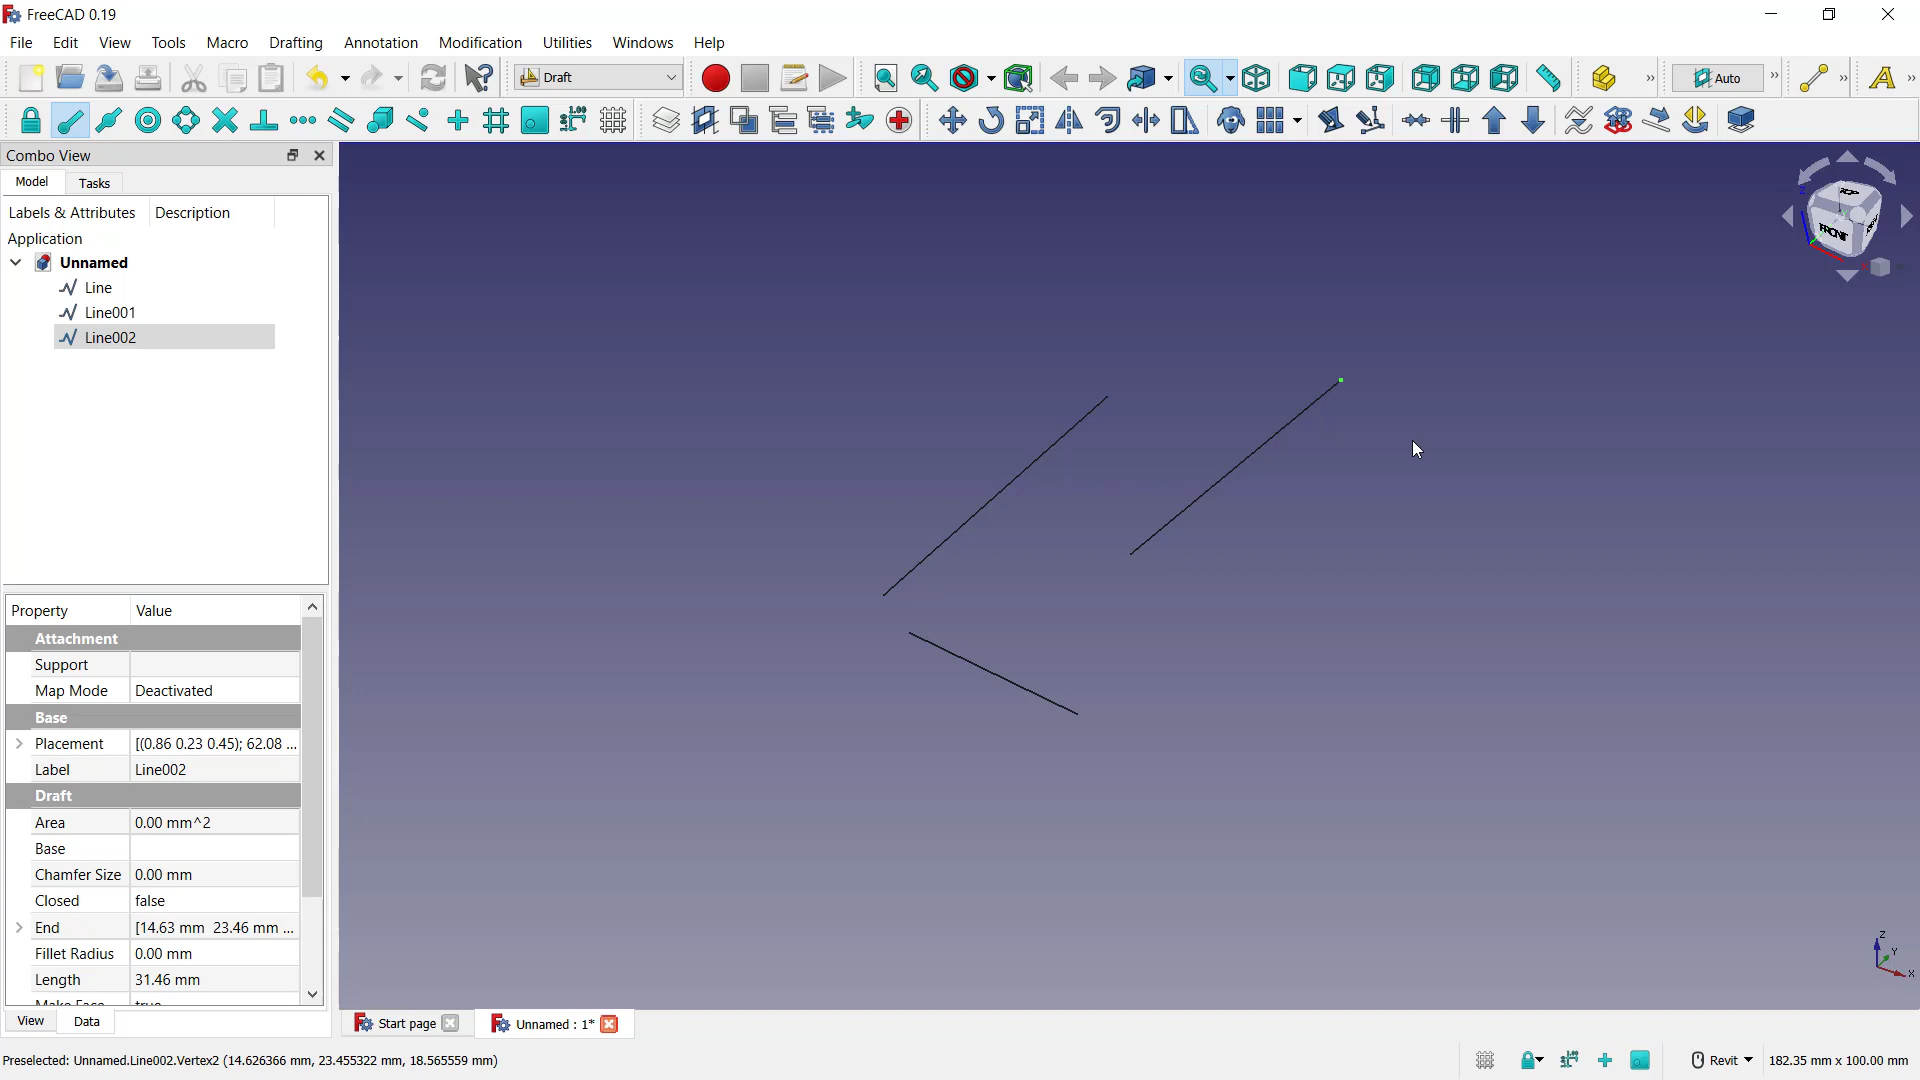 FreeCAD 0.19
File Edit View Tools Macro Drafting Annotation Modification Utilities Windows Help
Draft
Auto
Combo View
Model Tasks
Labels & Attributes Description
Application
Unnamed
Line
Line001
Line002
TOP
FRONT
Z
Property Value
Attachment
Support
Map Mode Deactivated
Base
Placement [(0.86 0.23 0.45); 62.08 ...
Label Line002
Draft
Area 0.00 mm^2
Base
Chamfer Size 0.00 mm
Closed false
End [14.63 mm 23.46 mm ...
Fillet Radius 0.00 mm
Length 31.46 mm
Make Face true
View Data
Start page Unnamed : 1*
Z
Y
X
Preselected: Unnamed.Line002.Vertex2 (14.626366 mm, 23.455322 mm, 18.565559 mm)
Revit 182.35 mm x 100.00 mm